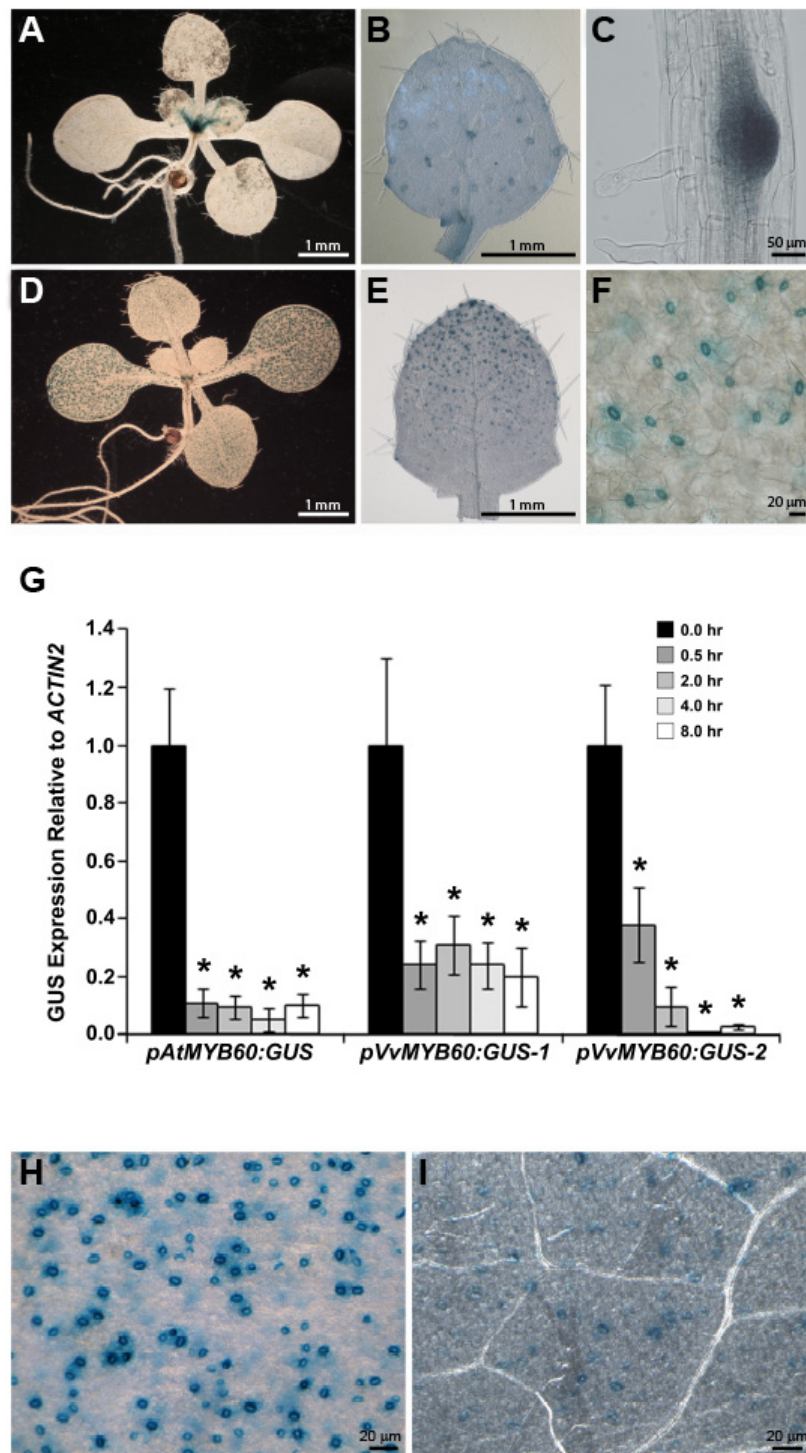 A
B
C
1 mm
1 mm
50 µm
D
E
F
1 mm
1 mm
20 µm
G
GUS Expression Relative to ACTIN2
1.4
1.2
1.0
0.8
0.6
0.4
0.2
0.0
0.0 hr
0.5 hr
2.0 hr
4.0 hr
8.0 hr
* * * *
* * * *
* * * *
pAtMYB60:GUS
pVvMYB60:GUS-1
pVvMYB60:GUS-2
H
I
20 µm
20 µm